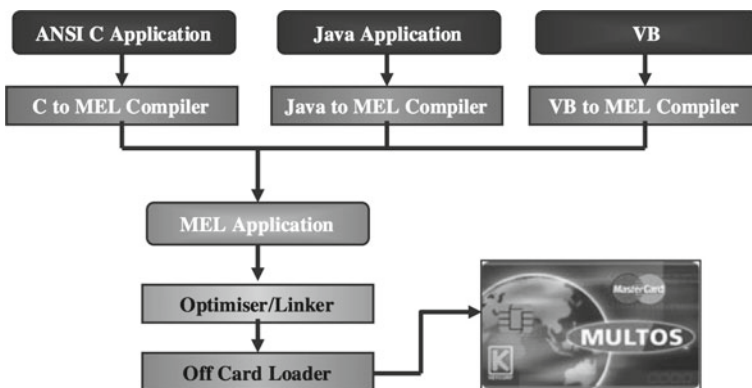 ANSI C Application
Java Application
VB
C to MEL Compiler
Java to MEL Compiler
VB to MEL Compiler
MEL Application
Optimiser/Linker
Off Card Loader
MasterCard
MULTOS
K